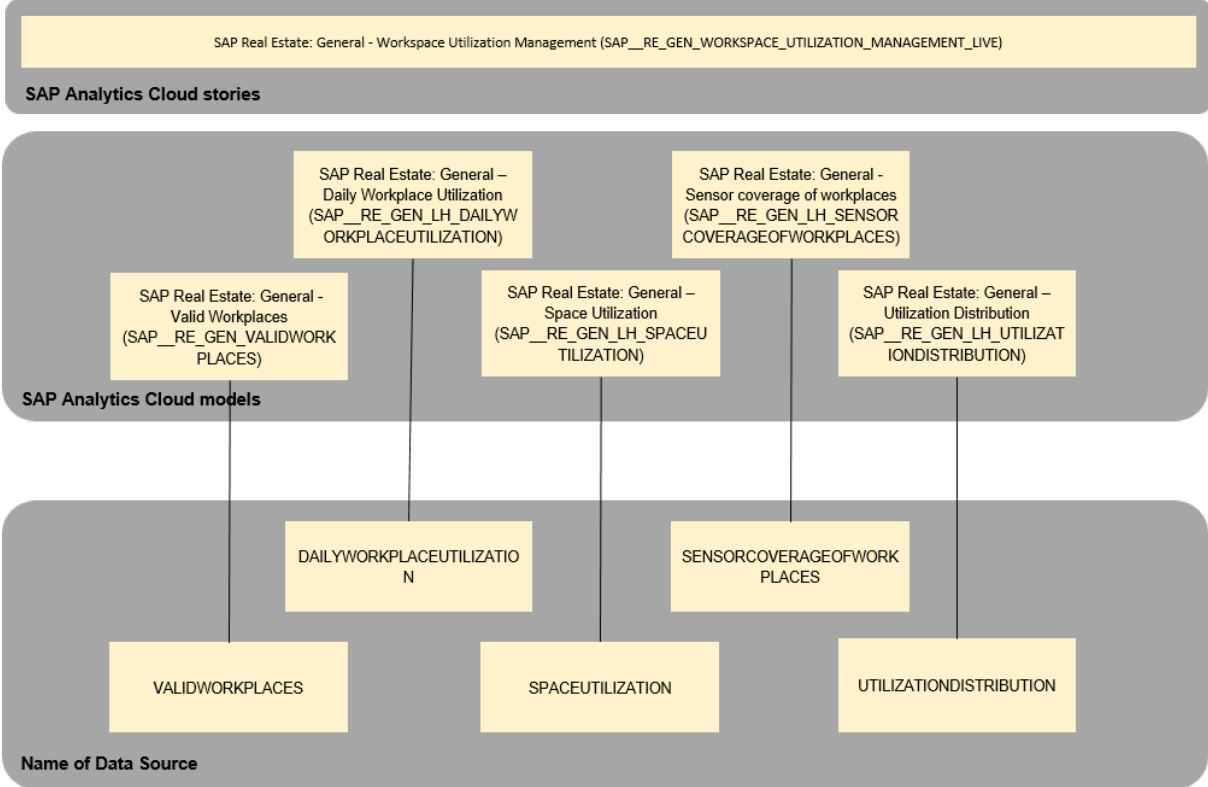 SAP Real Estate: General - Workspace Utilization Management (SAP__RE_GEN_WORKSPACE_UTILIZATION_MANAGEMENT_LIVE)
SAP Analytics Cloud stories
SAP Real Estate: General –
Daily Workplace Utilization
(SAP__RE_GEN_LH_DAILYW
ORKPLACEUTILIZATION)
SAP Real Estate: General -
Sensor coverage of workplaces
(SAP__RE_GEN_LH_SENSOR
COVERAGEOFWORKPLACES)
SAP Real Estate: General -
Valid Workplaces
(SAP__RE_GEN_VALIDWORK
PLACES)
SAP Real Estate: General –
Space Utilization
(SAP__RE_GEN_LH_SPACEU
TILIZATION)
SAP Real Estate: General –
Utilization Distribution
(SAP__RE_GEN_LH_UTILIZAT
IONDISTRIBUTION)
SAP Analytics Cloud models
DAILYWORKPLACEUTILIZATIO
N
SENSORCOVERAGEOFWORK
PLACES
VALIDWORKPLACES
SPACEUTILIZATION
UTILIZATIONDISTRIBUTION
Name of Data Source